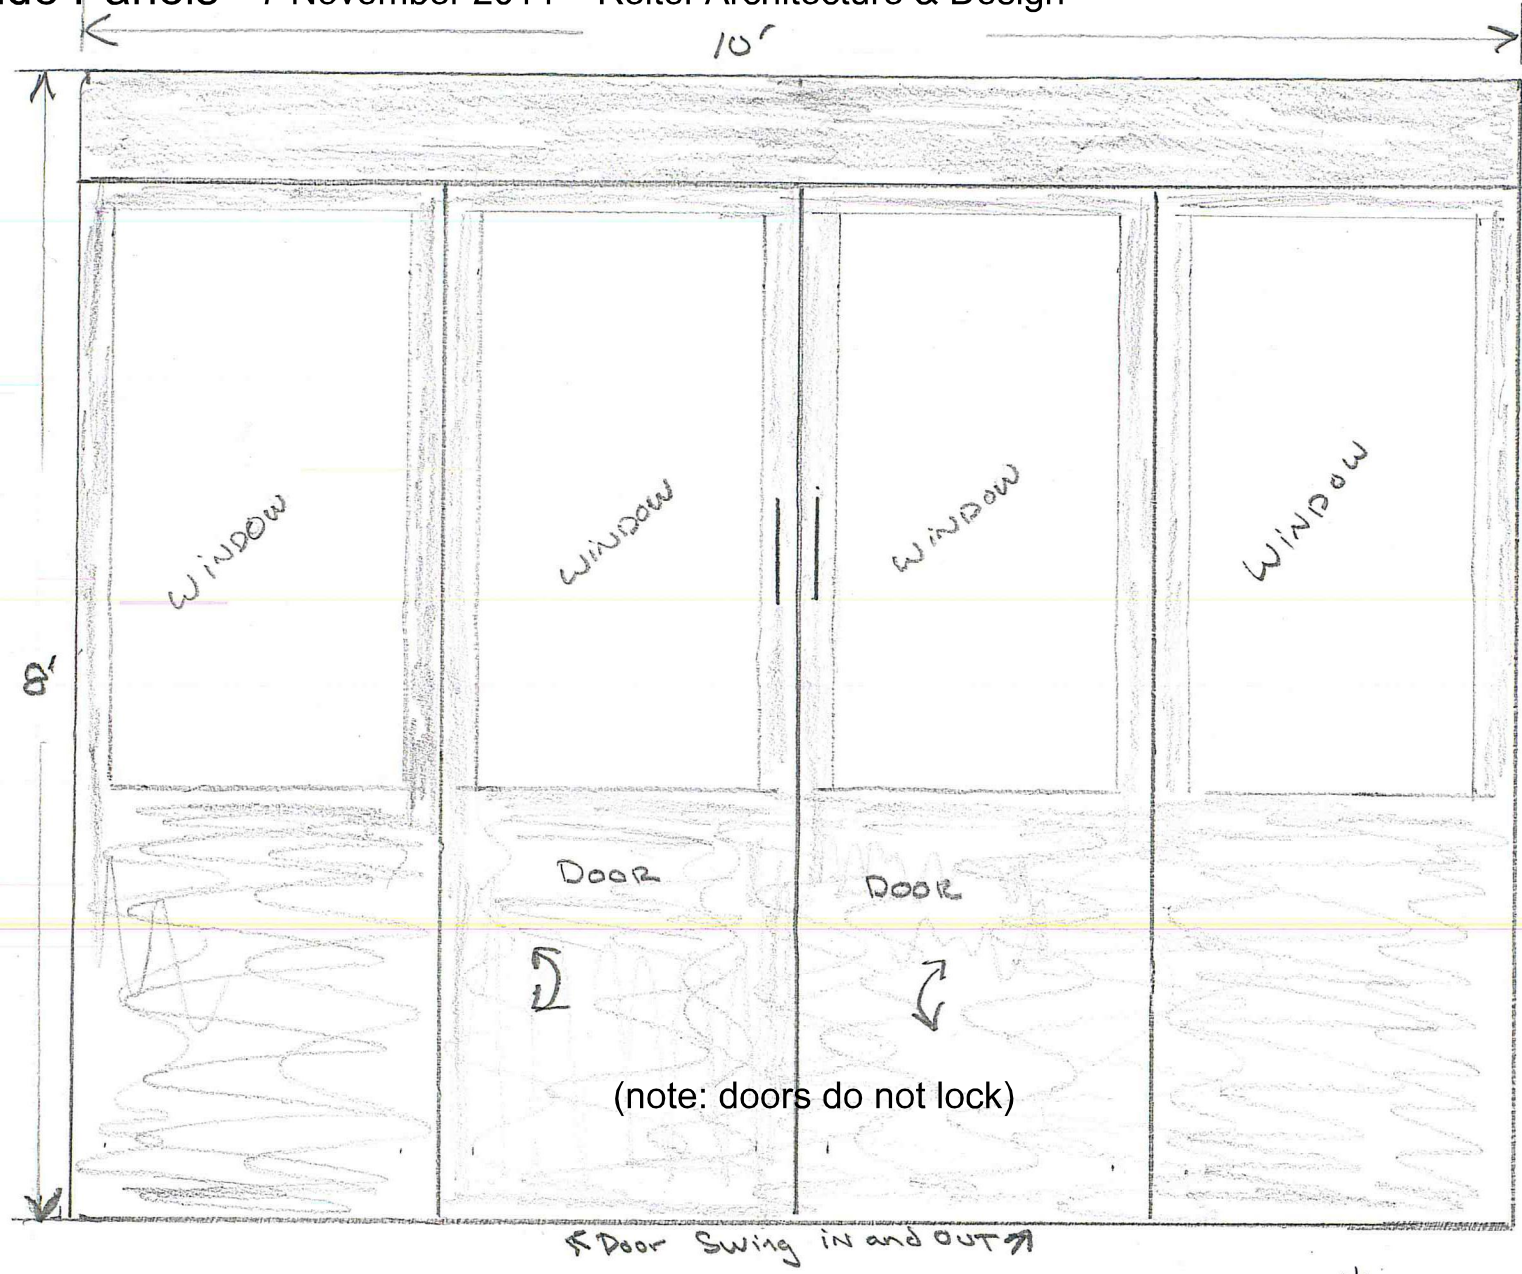 7 November 2011 Reiter Architecture & Design
10'
8'
WINDOW
WINDOW
WINDOW
WINDOW
DOOR
DOOR
(note: doors do not lock)
Door Swing IN and OUT